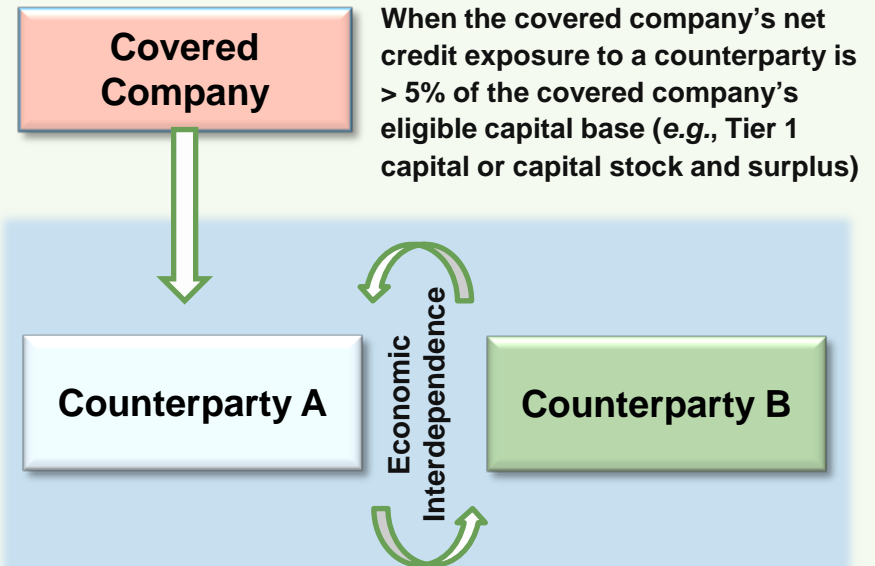 Covered
Company
When the covered company’s net
credit exposure to a counterparty is
> 5% of the covered company’s
eligible capital base (e.g., Tier 1
capital or capital stock and surplus)
Counterparty A
Economic
Interdependence
Counterparty B